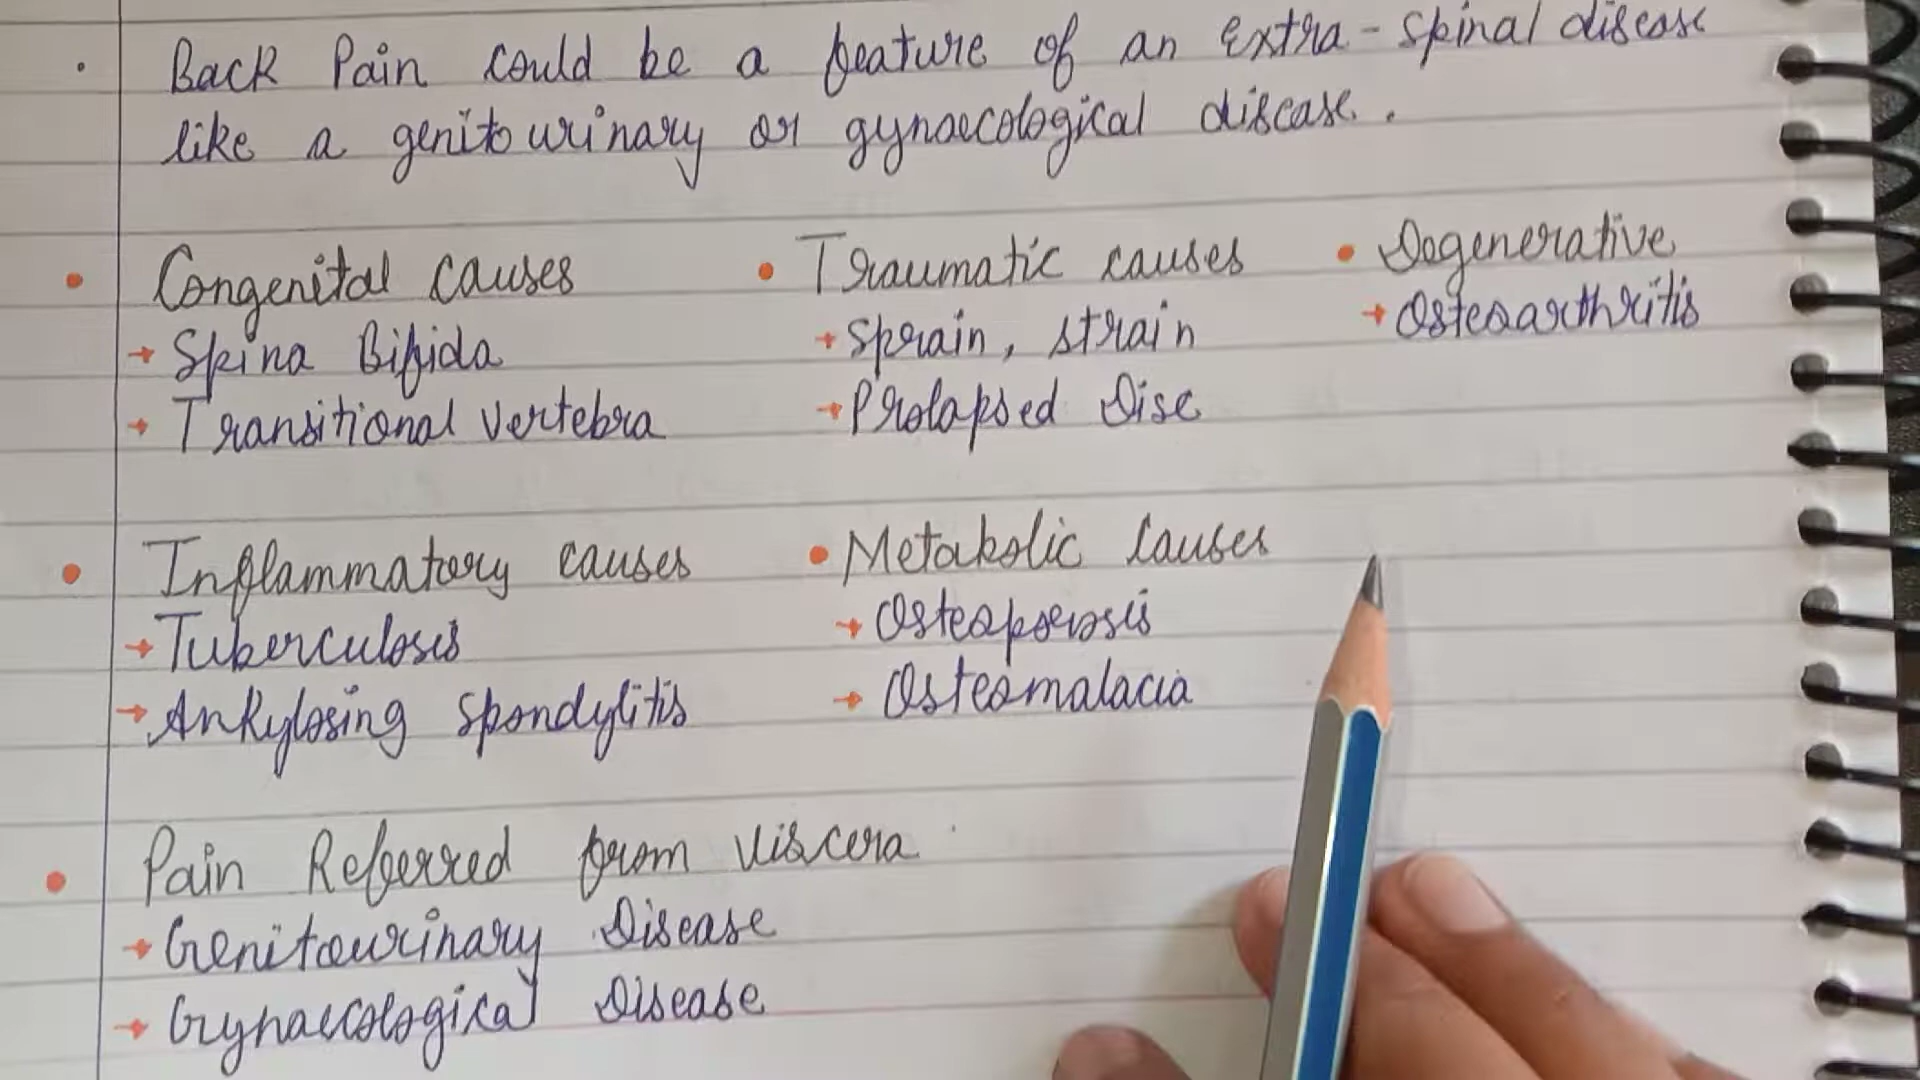 • Back Pain could be a feature of an Extra-Spinal disease
like a genitourinary or gynaecological disease.
• Congenital causes
→ Spina Bifida
→ Transitional vertebra
• Traumatic causes
→ Sprain, strain
→ Prolapsed Disc
• Degenerative
→ Osteoarthritis
• Inflammatory causes
→ Tuberculosis
→ Ankylosing Spondylitis
• Metabolic causes
→ Osteoporosis
→ Osteomalacia
• Pain Referred from viscera
→ Genitourinary Disease
→ Gynaecological Disease